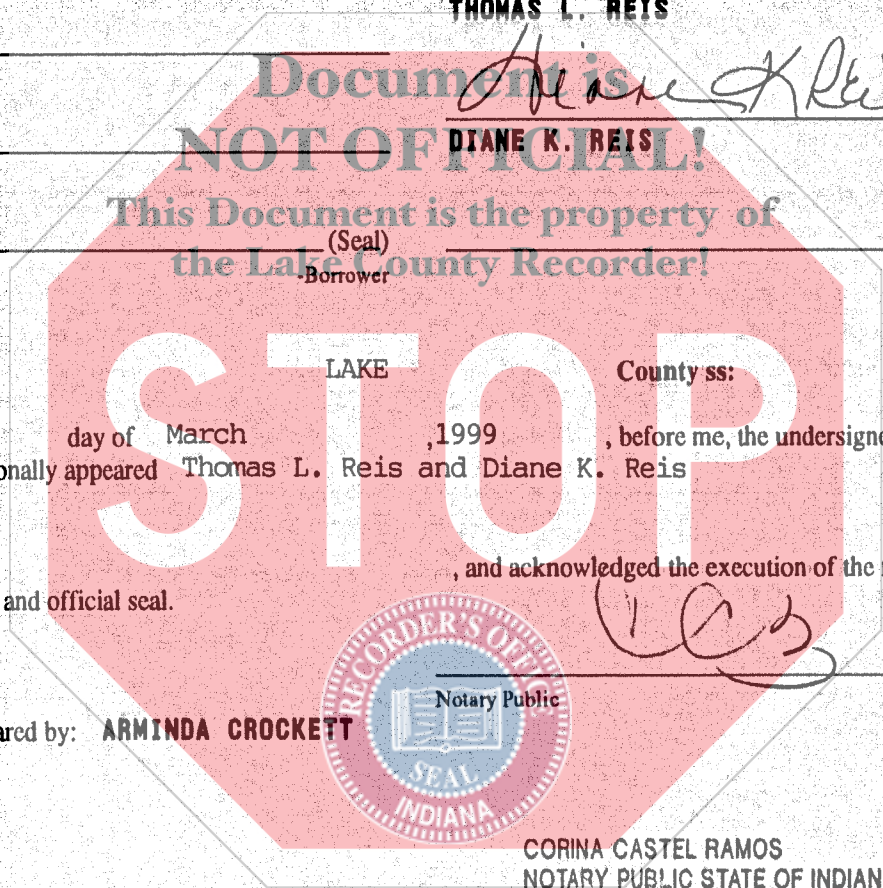 THOMAS L. REIS
Document is
Diane K Rei
NOT OFFICIAL!
DIANE K. REIS
This Document is the property of
(Seal)
the Lake County Recorder!
-Borrower
STOP
LAKE County ss:
day of March ,1999 , before me, the undersigne
onally appeared Thomas L. Reis and Diane K. Reis
, and acknowledged the execution of the
and official seal.
RECORDER'S OFFICE
Notary Public
ared by: ARMINDA CROCKETT
SEAL
INDIANA
CORINA CASTEL RAMOS
NOTARY PUBLIC STATE OF INDIAN